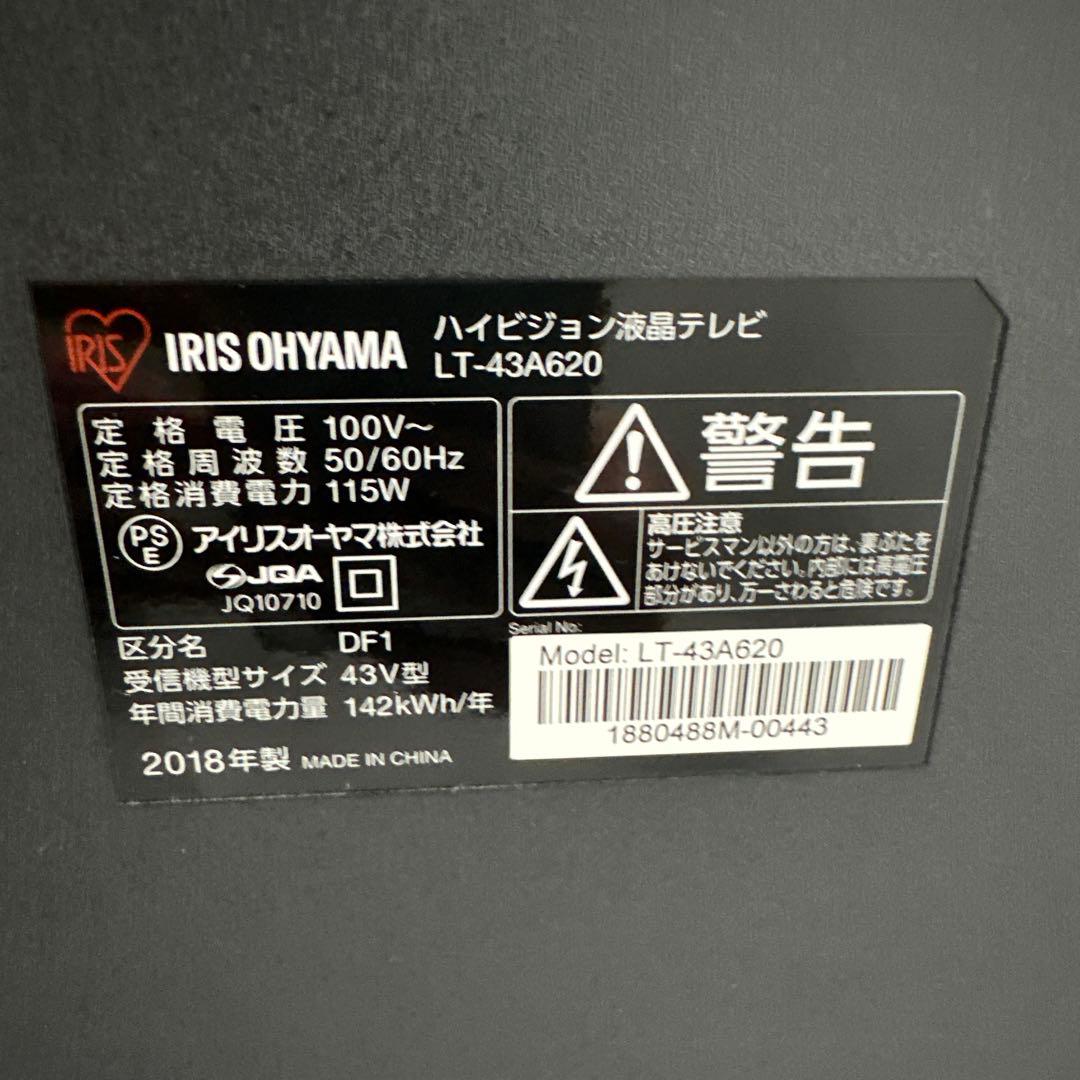 IRIS
IRIS OHYAMA
ハイビジョン液晶テレビ
LT-43A620
定格電圧 100V～
定格周波数 50/60Hz
定格消費電力 115W
PS
E
アイリスオーヤマ株式会社
JQA
JQ10710
警告
高圧注意
サービスマン以外の方は、裏ぶたを
あけないでください。内部には高電圧
部分があり、万一さわると危険です。
区分名 DF1
受信機型サイズ 43V型
年間消費電力量 142kWh/年
2018年製 MADE IN CHINA
Serial No:
Model: LT-43A620
1880488M-00443